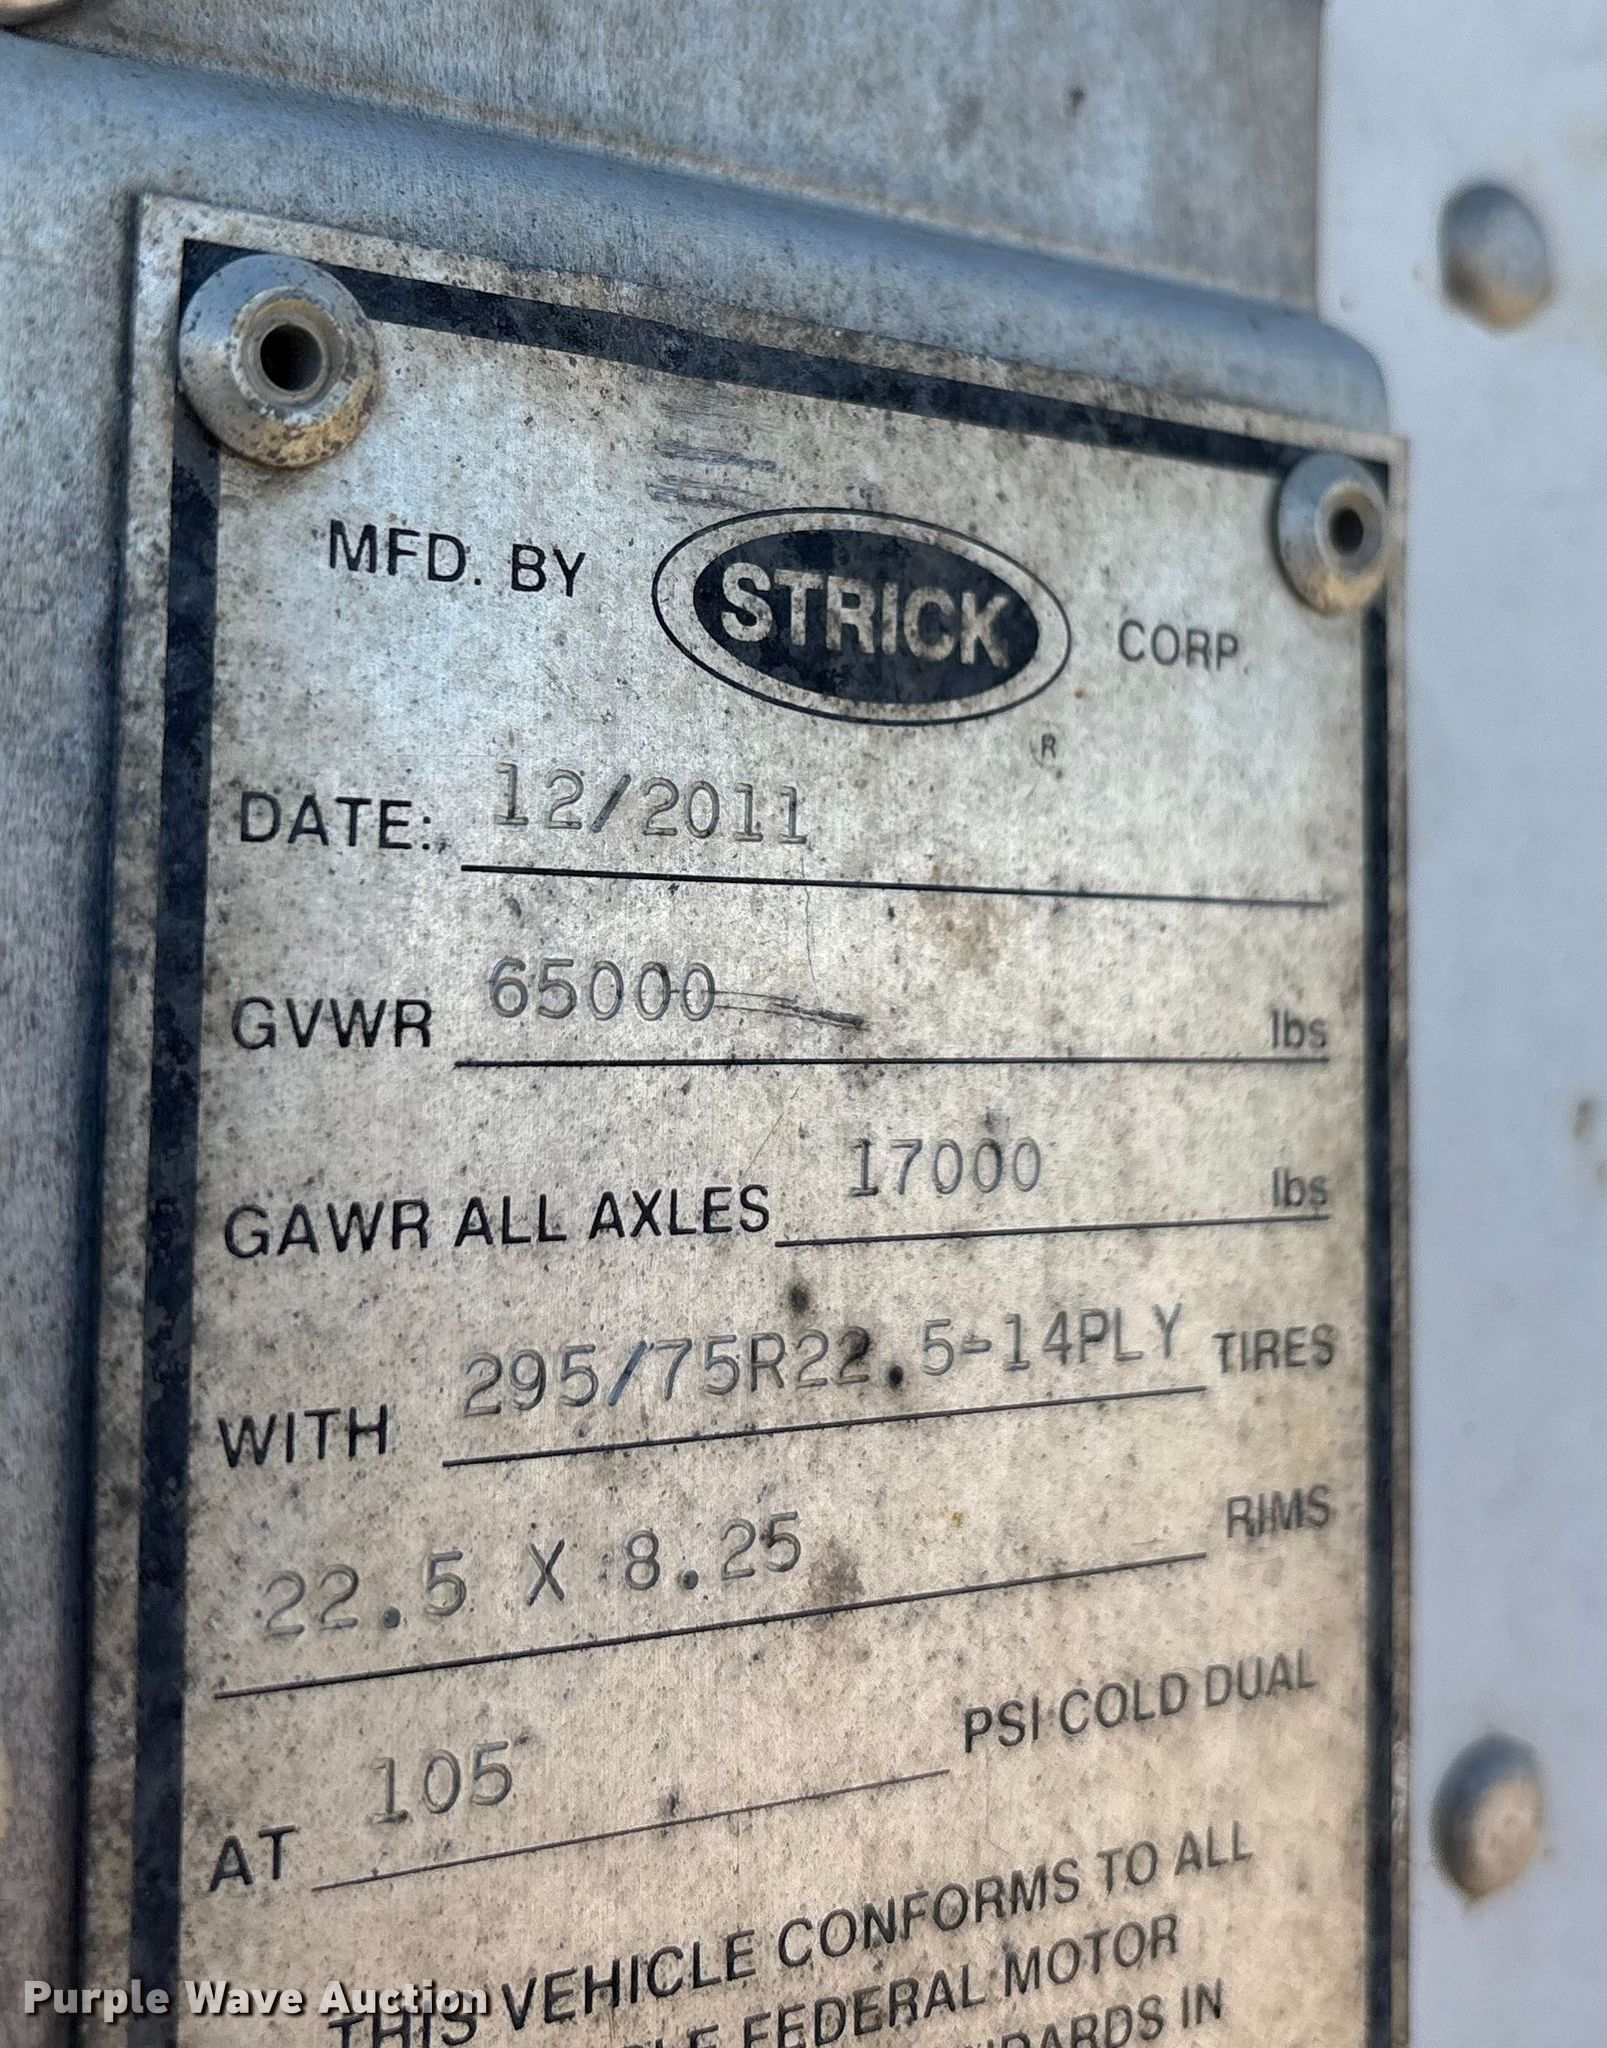 MFD. BY STRICK CORP.
®
DATE: 12/2011
GVWR 65000 lbs
GAWR ALL AXLES 17000 lbs
WITH 295/75R22.5-14PLY TIRES
22.5 X 8.25 RIMS
AT 105 PSI COLD DUAL
THIS VEHICLE CONFORMS TO ALL
FEDERAL MOTOR
IN
Purple Wave Auction